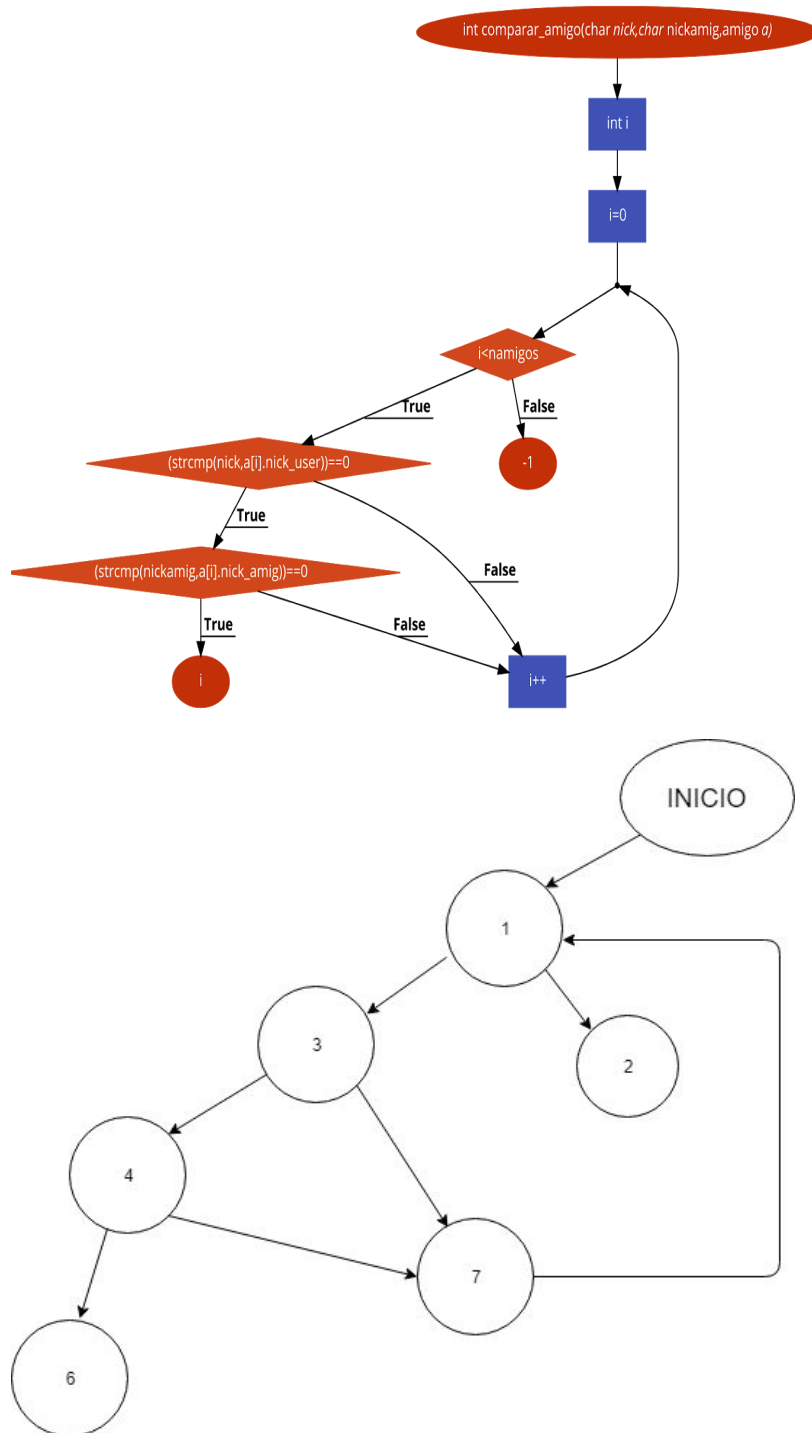 int comparar_amigo(char nick,char nickamig,amigo a)
int i
i=0
i<namigos
True
False
(strcmp(nick,a[i].nick_user))==0
-1
True
False
(strcmp(nickamig,a[i].nick_amig))==0
True
False
i
i++
INICIO
1
3
2
4
7
6